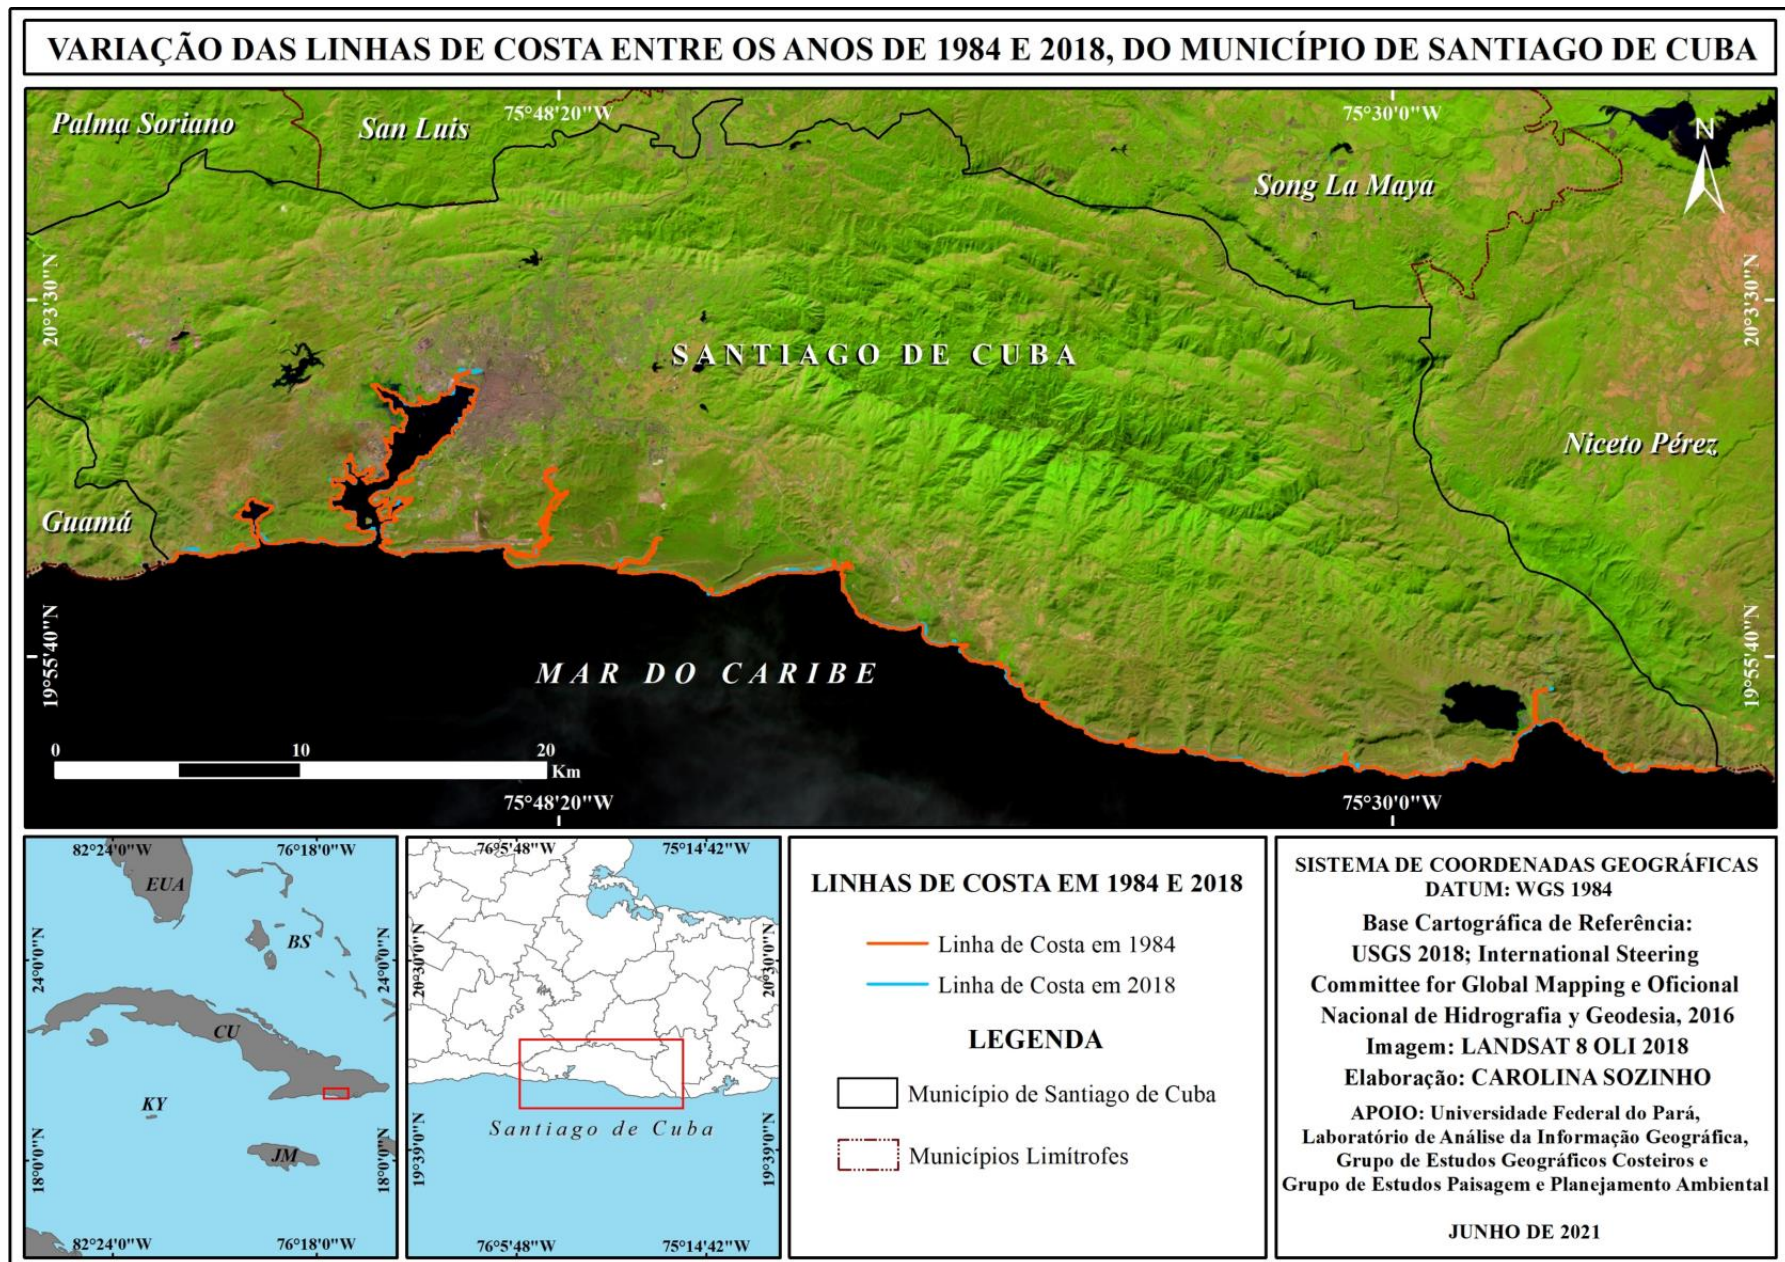 VARIAÇÃO DAS LINHAS DE COSTA ENTRE OS ANOS DE 1984 E 2018, DO MUNICÍPIO DE SANTIAGO DE CUBA
75°48'20"W
75°30'0"W
Palma Soriano
San Luis
N
Song La Maya
20°3'30"N
20°3'30"N
SANTIAGO DE CUBA
Niceto Pérez
Guamá
19°55'40"N
19°55'40"N
MAR DO CARIBE
0
10
20
Km
75°48'20"W
75°30'0"W
82°24'0"W
76°18'0"W
EUA
BS
24°0'0"N
24°0'0"N
CU
KY
JM
18°0'0"N
18°0'0"N
82°24'0"W
76°18'0"W
76°5'48"W
75°14'42"W
20°30'0"N
20°30'0"N
Santiago de Cuba
19°39'0"N
19°39'0"N
76°5'48"W
75°14'42"W
LINHAS DE COSTA EM 1984 E 2018
Linha de Costa em 1984
Linha de Costa em 2018
LEGENDA
Município de Santiago de Cuba
Municípios Limítrofes
SISTEMA DE COORDENADAS GEOGRÁFICAS
DATUM: WGS 1984
Base Cartográfica de Referência:
USGS 2018; International Steering
Committee for Global Mapping e Oficional
Nacional de Hidrografia y Geodesia, 2016
Imagem: LANDSAT 8 OLI 2018
Elaboração: CAROLINA SOZINHO
APOIO: Universidade Federal do Pará,
Laboratório de Análise da Informação Geográfica,
Grupo de Estudos Geográficos Costeiros e
Grupo de Estudos Paisagem e Planejamento Ambiental
JUNHO DE 2021